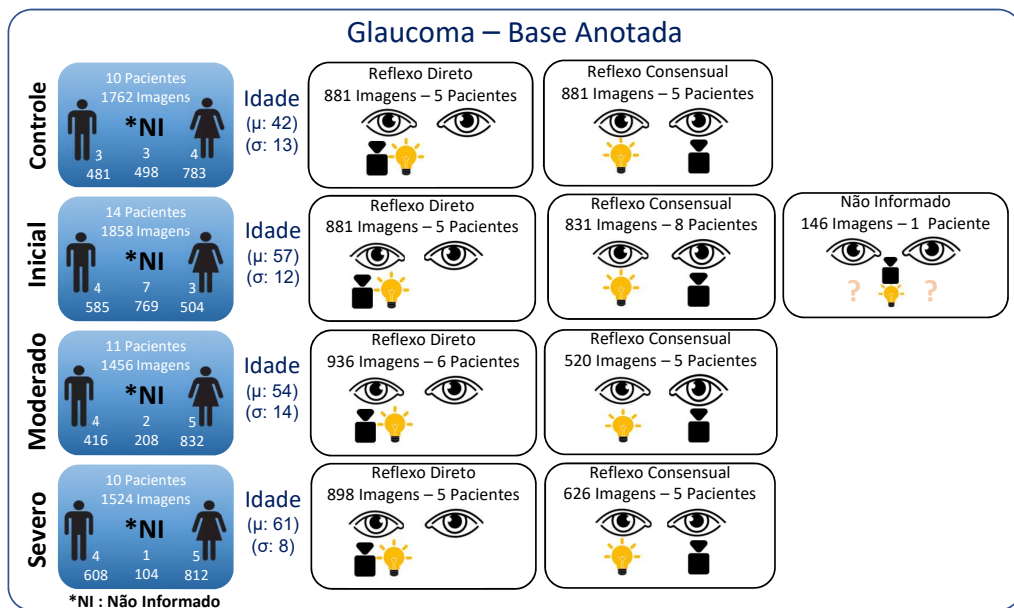 Glaucoma – Base Anotada
Controle
10 Pacientes
1762 Imagens
*NI
3 3 4
481 498 783
Idade
(μ: 42)
(σ: 13)
Reflexo Direto
881 Imagens – 5 Pacientes
Reflexo Consensual
881 Imagens – 5 Pacientes
Inicial
14 Pacientes
1858 Imagens
*NI
4 7 3
585 769 504
Idade
(μ: 57)
(σ: 12)
Reflexo Direto
881 Imagens – 5 Pacientes
Reflexo Consensual
831 Imagens – 8 Pacientes
Não Informado
146 Imagens – 1 Paciente
? ?
Moderado
11 Pacientes
1456 Imagens
*NI
4 2 5
416 208 832
Idade
(μ: 54)
(σ: 14)
Reflexo Direto
936 Imagens – 6 Pacientes
Reflexo Consensual
520 Imagens – 5 Pacientes
Severo
10 Pacientes
1524 Imagens
*NI
4 1 5
608 104 812
Idade
(μ: 61)
(σ: 8)
Reflexo Direto
898 Imagens – 5 Pacientes
Reflexo Consensual
626 Imagens – 5 Pacientes
*NI : Não Informado